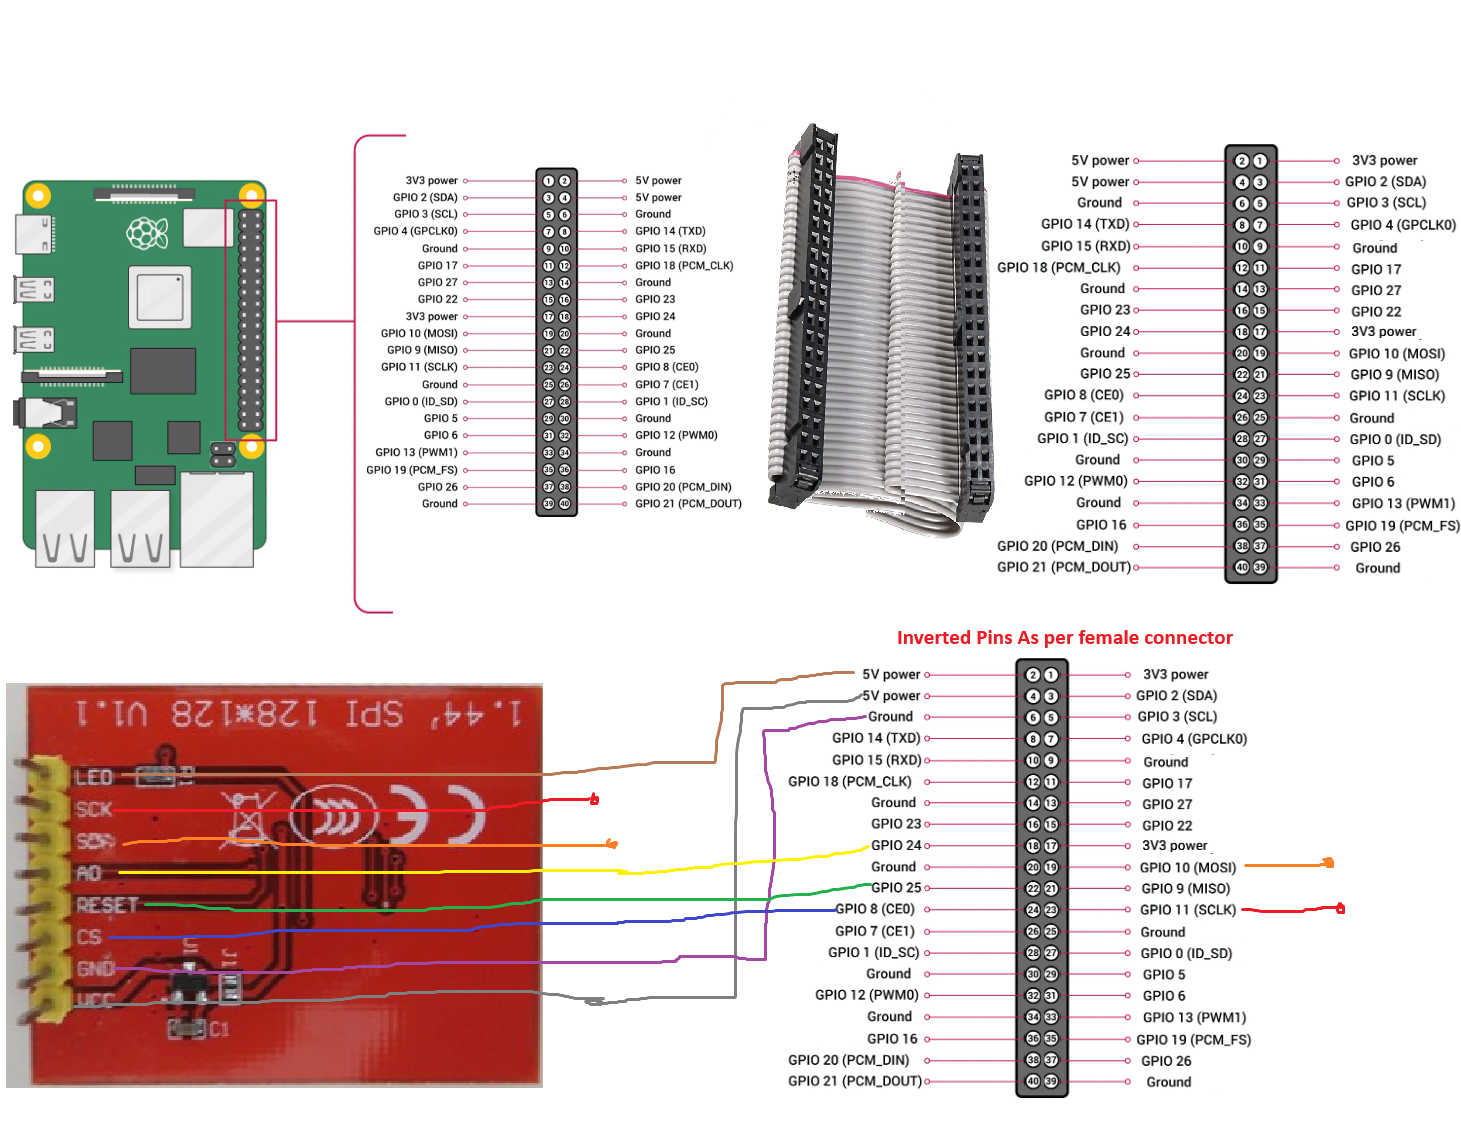 3V3 power 1 2 5V power
GPIO 2 (SDA) 3 4 5V power
GPIO 3 (SCL) 5 6 Ground
GPIO 4 (GPCLK0) 7 8 GPIO 14 (TXD)
Ground 9 10 GPIO 15 (RXD)
GPIO 17 11 12 GPIO 18 (PCM_CLK)
GPIO 27 13 14 Ground
GPIO 22 15 16 GPIO 23
3V3 power 17 18 GPIO 24
GPIO 10 (MOSI) 19 20 Ground
GPIO 9 (MISO) 21 22 GPIO 25
GPIO 11 (SCLK) 23 24 GPIO 8 (CE0)
Ground 25 26 GPIO 7 (CE1)
GPIO 0 (ID_SD) 27 28 GPIO 1 (ID_SC)
GPIO 5 29 30 Ground
GPIO 6 31 32 GPIO 12 (PWM0)
GPIO 13 (PWM1) 33 34 Ground
GPIO 19 (PCM_FS) 35 36 GPIO 16
GPIO 26 37 38 GPIO 20 (PCM_DIN)
Ground 39 40 GPIO 21 (PCM_DOUT)
5V power 2 1 3V3 power
5V power 4 3 GPIO 2 (SDA)
Ground 6 5 GPIO 3 (SCL)
GPIO 14 (TXD) 8 7 GPIO 4 (GPCLK0)
GPIO 15 (RXD) 10 9 Ground
GPIO 18 (PCM_CLK) 12 11 GPIO 17
Ground 14 13 GPIO 27
GPIO 23 16 15 GPIO 22
GPIO 24 18 17 3V3 power
Ground 20 19 GPIO 10 (MOSI)
GPIO 25 22 21 GPIO 9 (MISO)
GPIO 8 (CE0) 24 23 GPIO 11 (SCLK)
GPIO 7 (CE1) 26 25 Ground
GPIO 1 (ID_SC) 28 27 GPIO 0 (ID_SD)
Ground 30 29 GPIO 5
GPIO 12 (PWM0) 32 31 GPIO 6
Ground 34 33 GPIO 13 (PWM1)
GPIO 16 36 35 GPIO 19 (PCM_FS)
GPIO 20 (PCM_DIN) 38 37 GPIO 26
GPIO 21 (PCM_DOUT) 40 39 Ground
Inverted Pins As per female connector
1.44' SPI 128*128 V1.1
LED
R1
SCK
SDA
A0
RESET
CS
GND
VCC
J1
C1
CE
5V power 2 1 3V3 power
5V power 4 3 GPIO 2 (SDA)
Ground 6 5 GPIO 3 (SCL)
GPIO 14 (TXD) 8 7 GPIO 4 (GPCLK0)
GPIO 15 (RXD) 10 9 Ground
GPIO 18 (PCM_CLK) 12 11 GPIO 17
Ground 14 13 GPIO 27
GPIO 23 16 15 GPIO 22
GPIO 24 18 17 3V3 power
Ground 20 19 GPIO 10 (MOSI)
GPIO 25 22 21 GPIO 9 (MISO)
GPIO 8 (CE0) 24 23 GPIO 11 (SCLK)
GPIO 7 (CE1) 26 25 Ground
GPIO 1 (ID_SC) 28 27 GPIO 0 (ID_SD)
Ground 30 29 GPIO 5
GPIO 12 (PWM0) 32 31 GPIO 6
Ground 34 33 GPIO 13 (PWM1)
GPIO 16 36 35 GPIO 19 (PCM_FS)
GPIO 20 (PCM_DIN) 38 37 GPIO 26
GPIO 21 (PCM_DOUT) 40 39 Ground